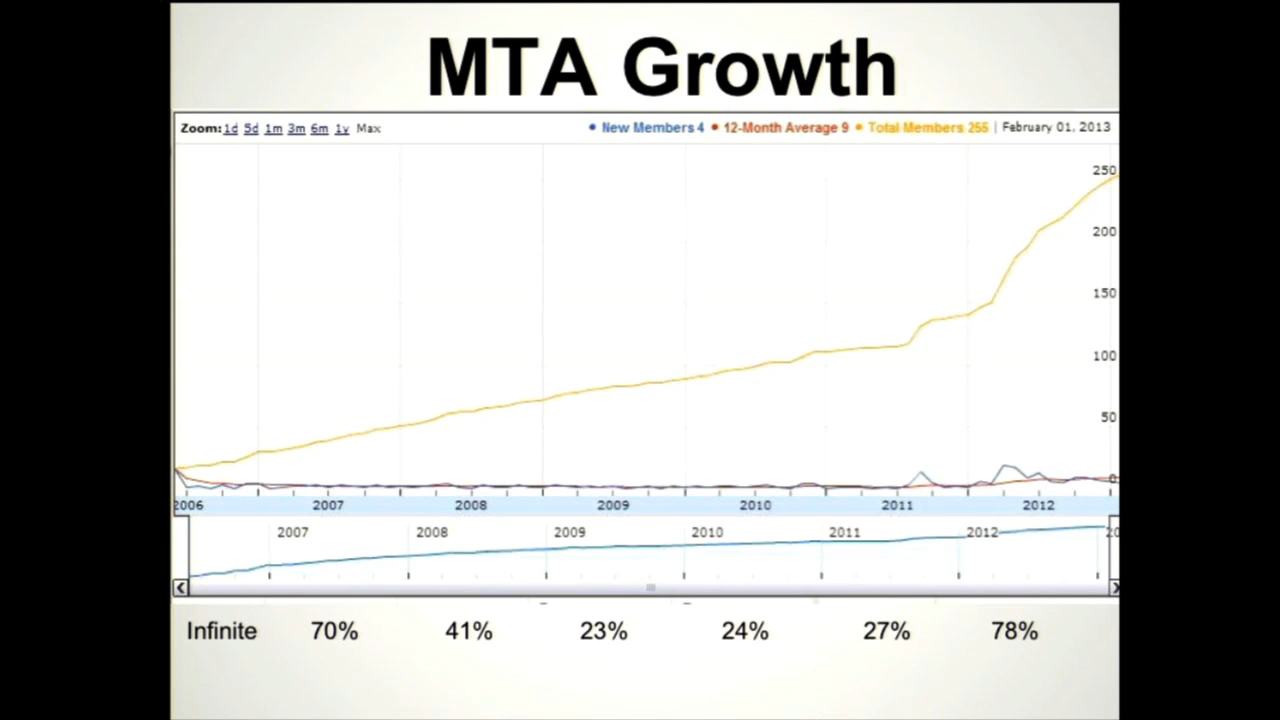 MTA Growth
Zoom: 1d 5d 1m 3m 6m 1y Max
New Members 4 12-Month Average 9 Total Members 255 | February 01, 2013
250
200
150
100
50
0
2006 2007 2008 2009 2010 2011 2012
2007 2008 2009 2010 2011 2012
Infinite 70% 41% 23% 24% 27% 78%